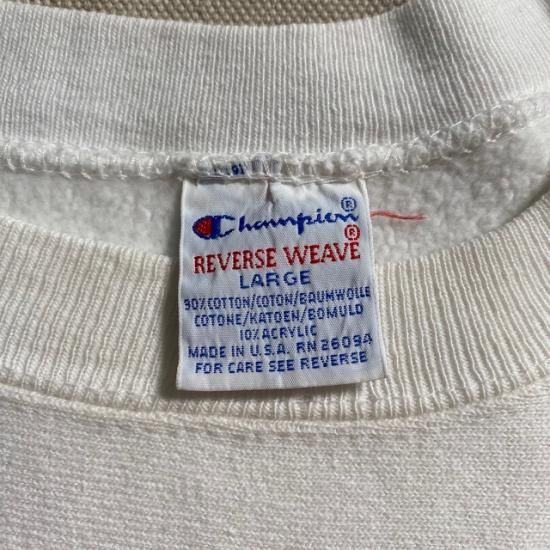 Champion®
REVERSE WEAVE®
LARGE
90%COTTON/COTON/BAUMWOLLE
COTONE/KATOEN/BOMULD
10% ACRYLIC
MADE IN U.S.A. RN 26094
FOR CARE SEE REVERSE